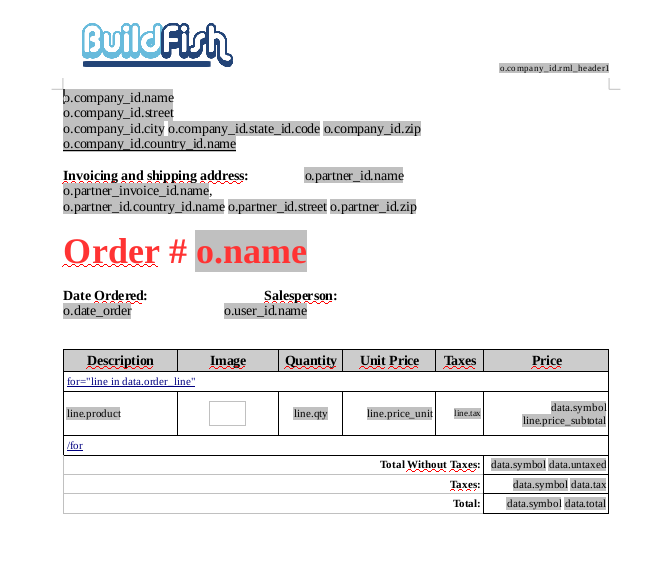 BuildFish
o.company_id.rml_header1
o.company_id.name
o.company_id.street
o.company_id.city o.company_id.state_id.code o.company_id.zip
o.company_id.country_id.name
Invoicing and shipping address: o.partner_id.name
o.partner_invoice_id.name,
o.partner_id.country_id.name o.partner_id.street o.partner_id.zip
Order # o.name
Date Ordered: Salesperson:
o.date_order o.user_id.name
Description Image Quantity Unit Price Taxes Price
for="line in data.order_line"
line.product line.qty line.price_unit line.tax data.symbol
line.price_subtotal
/for
Total Without Taxes: data.symbol data.untaxed
Taxes: data.symbol data.tax
Total: data.symbol data.total